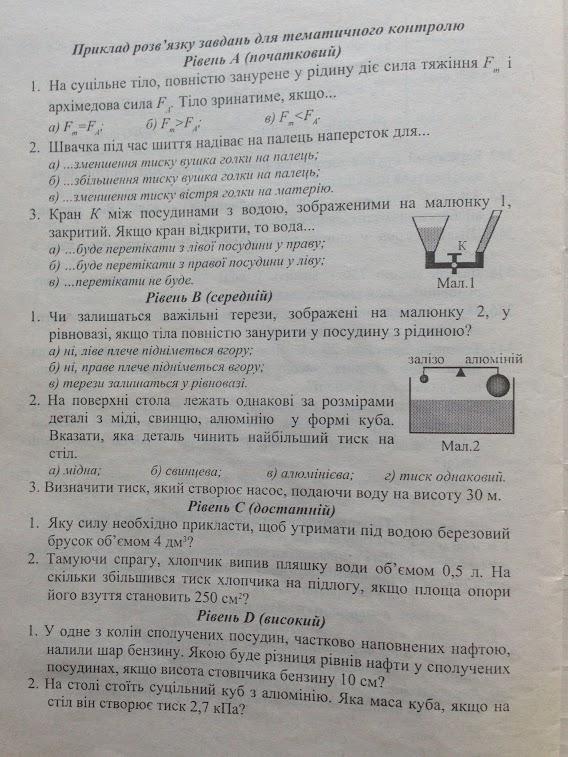 Приклад розв’язку завдань для тематичного контролю
Рівень А (початковий)
1. На суцільне тіло, повністю занурене у рідину діє сила тяжіння Fт і
архімедова сила FА. Тіло зринатиме, якщо...
а) Fт=FА; б) Fт>FА; в) Fт<FА.
2. Швачка під час шиття надіває на палець наперсток для...
а) ...зменшення тиску вушка голки на палець;
б) ...збільшення тиску вушка голки на палець;
в) ...зменшення тиску вістря голки на матерію.
3. Кран К між посудинами з водою, зображеними на малюнку 1,
закритий. Якщо кран відкрити, то вода...
а) ...буде перетікати з лівої посудини у праву;
б) ...буде перетікати з правої посудини у ліву;
в) ...перетікати не буде.
К
Мал.1
Рівень В (середній)
1. Чи залишаться важільні терези, зображені на малюнку 2, у
рівновазі, якщо тіла повністю занурити у посудину з рідиною?
а) ні, ліве плече підніметься вгору;
б) ні, праве плече підніметься вгору;
в) терези залишаться у рівновазі.
залізо алюміній
Мал.2
2. На поверхні стола лежать однакові за розмірами
деталі з міді, свинцю, алюмінію у формі куба.
Вказати, яка деталь чинить найбільший тиск на
стіл.
а) мідна; б) свинцева; в) алюмінієва; г) тиск однаковий.
3. Визначити тиск, який створює насос, подаючи воду на висоту 30 м.
Рівень С (достатній)
1. Яку силу необхідно прикласти, щоб утримати під водою березовий
брусок об’ємом 4 дм³?
2. Тамуючи спрагу, хлопчик випив пляшку води об’ємом 0,5 л. На
скільки збільшився тиск хлопчика на підлогу, якщо площа опори
його взуття становить 250 см²?
Рівень D (високий)
1. У одне з колін сполучених посудин, частково наповнених нафтою,
налили шар бензину. Якою буде різниця рівнів нафти у сполучених
посудинах, якщо висота стовпчика бензину 10 см?
2. На столі стоїть суцільний куб з алюмінію. Яка маса куба, якщо на
стіл він створює тиск 2,7 кПа?